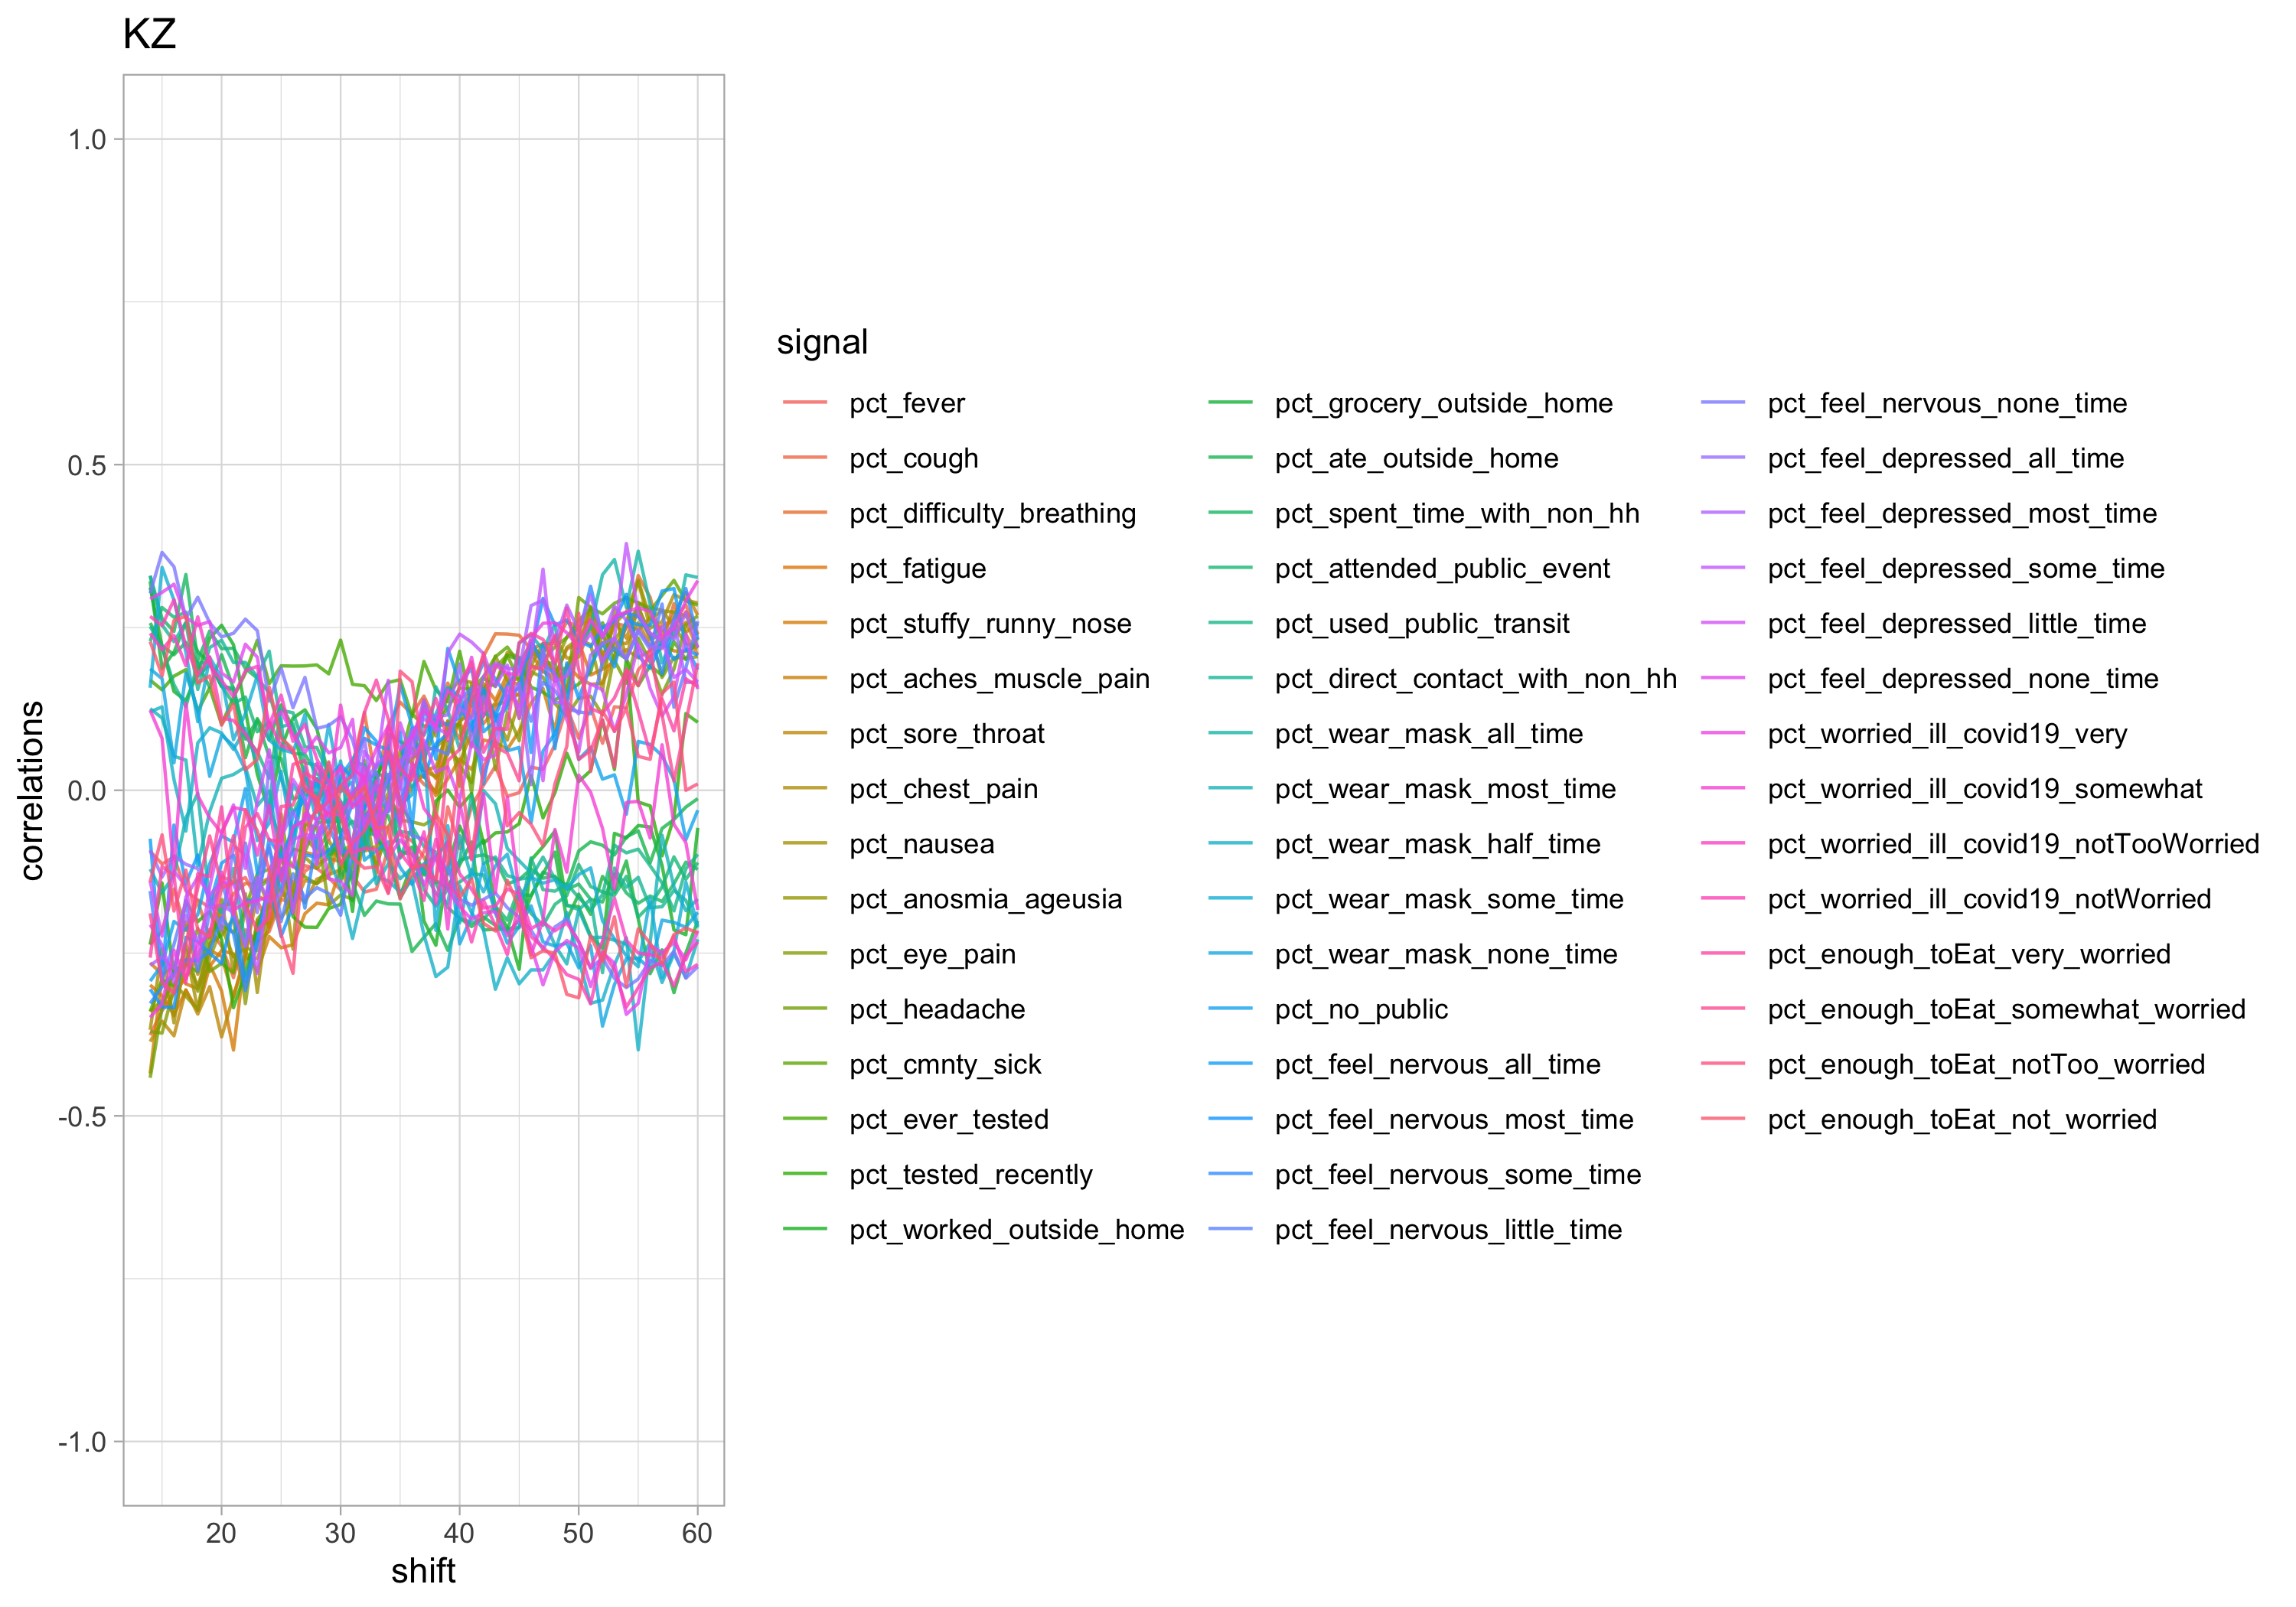 KZ
1.0
0.5
0.0
-0.5
-1.0
correlations
20 30 40 50 60
shift
signal
pct_fever
pct_cough
pct_difficulty_breathing
pct_fatigue
pct_stuffy_runny_nose
pct_aches_muscle_pain
pct_sore_throat
pct_chest_pain
pct_nausea
pct_anosmia_ageusia
pct_eye_pain
pct_headache
pct_cmnty_sick
pct_ever_tested
pct_tested_recently
pct_worked_outside_home
pct_grocery_outside_home
pct_ate_outside_home
pct_spent_time_with_non_hh
pct_attended_public_event
pct_used_public_transit
pct_direct_contact_with_non_hh
pct_wear_mask_all_time
pct_wear_mask_most_time
pct_wear_mask_half_time
pct_wear_mask_some_time
pct_wear_mask_none_time
pct_no_public
pct_feel_nervous_all_time
pct_feel_nervous_most_time
pct_feel_nervous_some_time
pct_feel_nervous_little_time
pct_feel_nervous_none_time
pct_feel_depressed_all_time
pct_feel_depressed_most_time
pct_feel_depressed_some_time
pct_feel_depressed_little_time
pct_feel_depressed_none_time
pct_worried_ill_covid19_very
pct_worried_ill_covid19_somewhat
pct_worried_ill_covid19_notTooWorried
pct_worried_ill_covid19_notWorried
pct_enough_toEat_very_worried
pct_enough_toEat_somewhat_worried
pct_enough_toEat_notToo_worried
pct_enough_toEat_not_worried